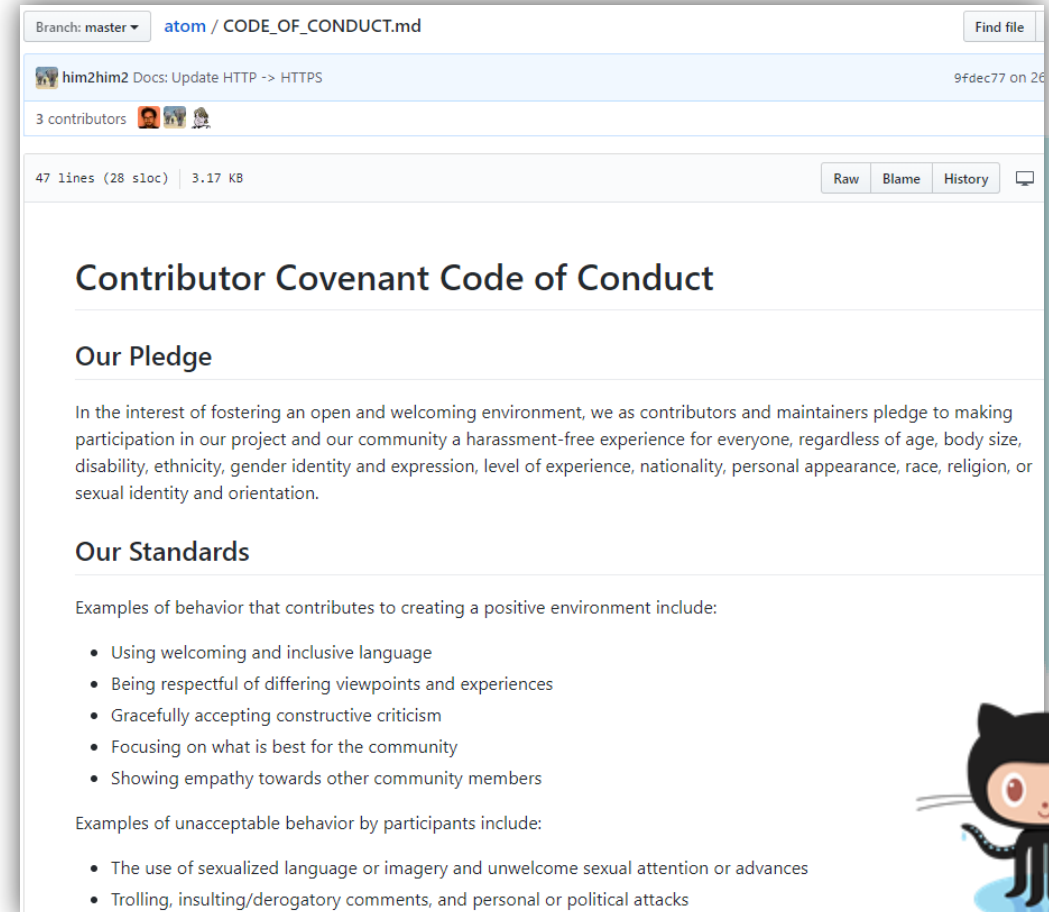 Branch: master atom / CODE_OF_CONDUCT.md Find file
him2him2 Docs: Update HTTP -> HTTPS 9fdec77 on 26
3 contributors
47 lines (28 sloc) 3.17 KB Raw Blame History
Contributor Covenant Code of Conduct
Our Pledge
In the interest of fostering an open and welcoming environment, we as contributors and maintainers pledge to making
participation in our project and our community a harassment-free experience for everyone, regardless of age, body size,
disability, ethnicity, gender identity and expression, level of experience, nationality, personal appearance, race, religion, or
sexual identity and orientation.
Our Standards
Examples of behavior that contributes to creating a positive environment include:
• Using welcoming and inclusive language
• Being respectful of differing viewpoints and experiences
• Gracefully accepting constructive criticism
• Focusing on what is best for the community
• Showing empathy towards other community members
Examples of unacceptable behavior by participants include:
• The use of sexualized language or imagery and unwelcome sexual attention or advances
• Trolling, insulting/derogatory comments, and personal or political attacks